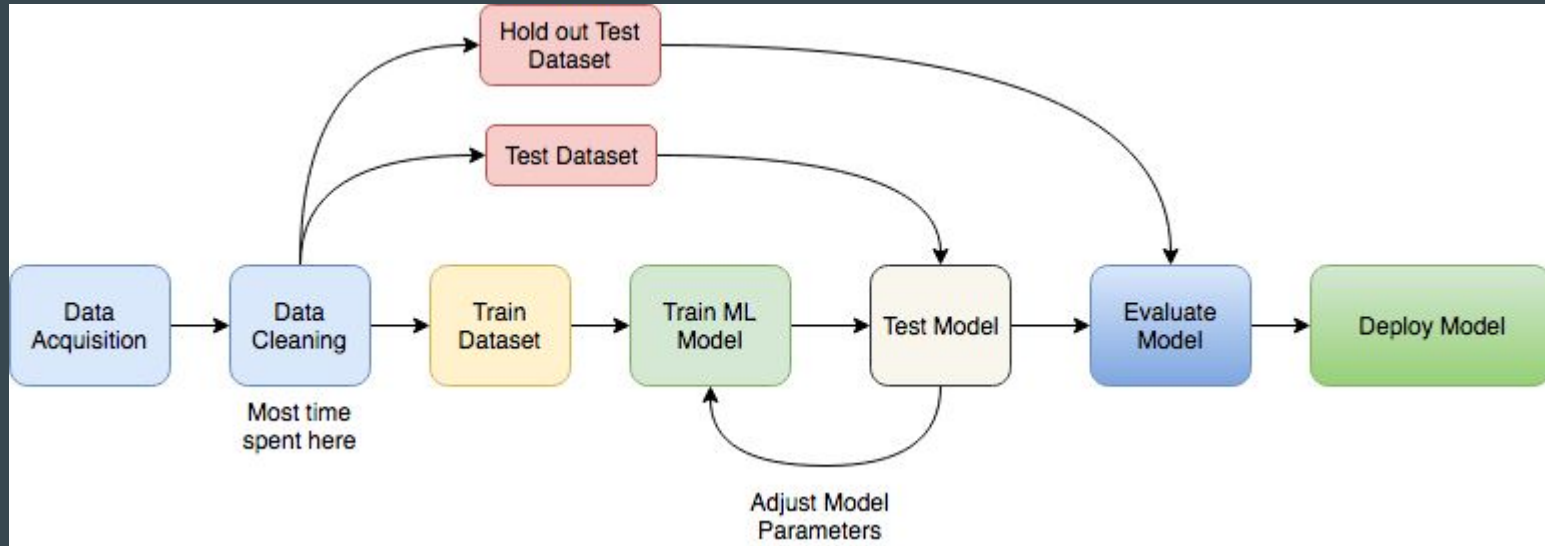 Hold out Test
Dataset
Test Dataset
Data
Acquisition
Data
Cleaning
Train
Dataset
Train ML
Model
Test Model
Evaluate
Model
Deploy Model
Most time
spent here
Adjust Model
Parameters